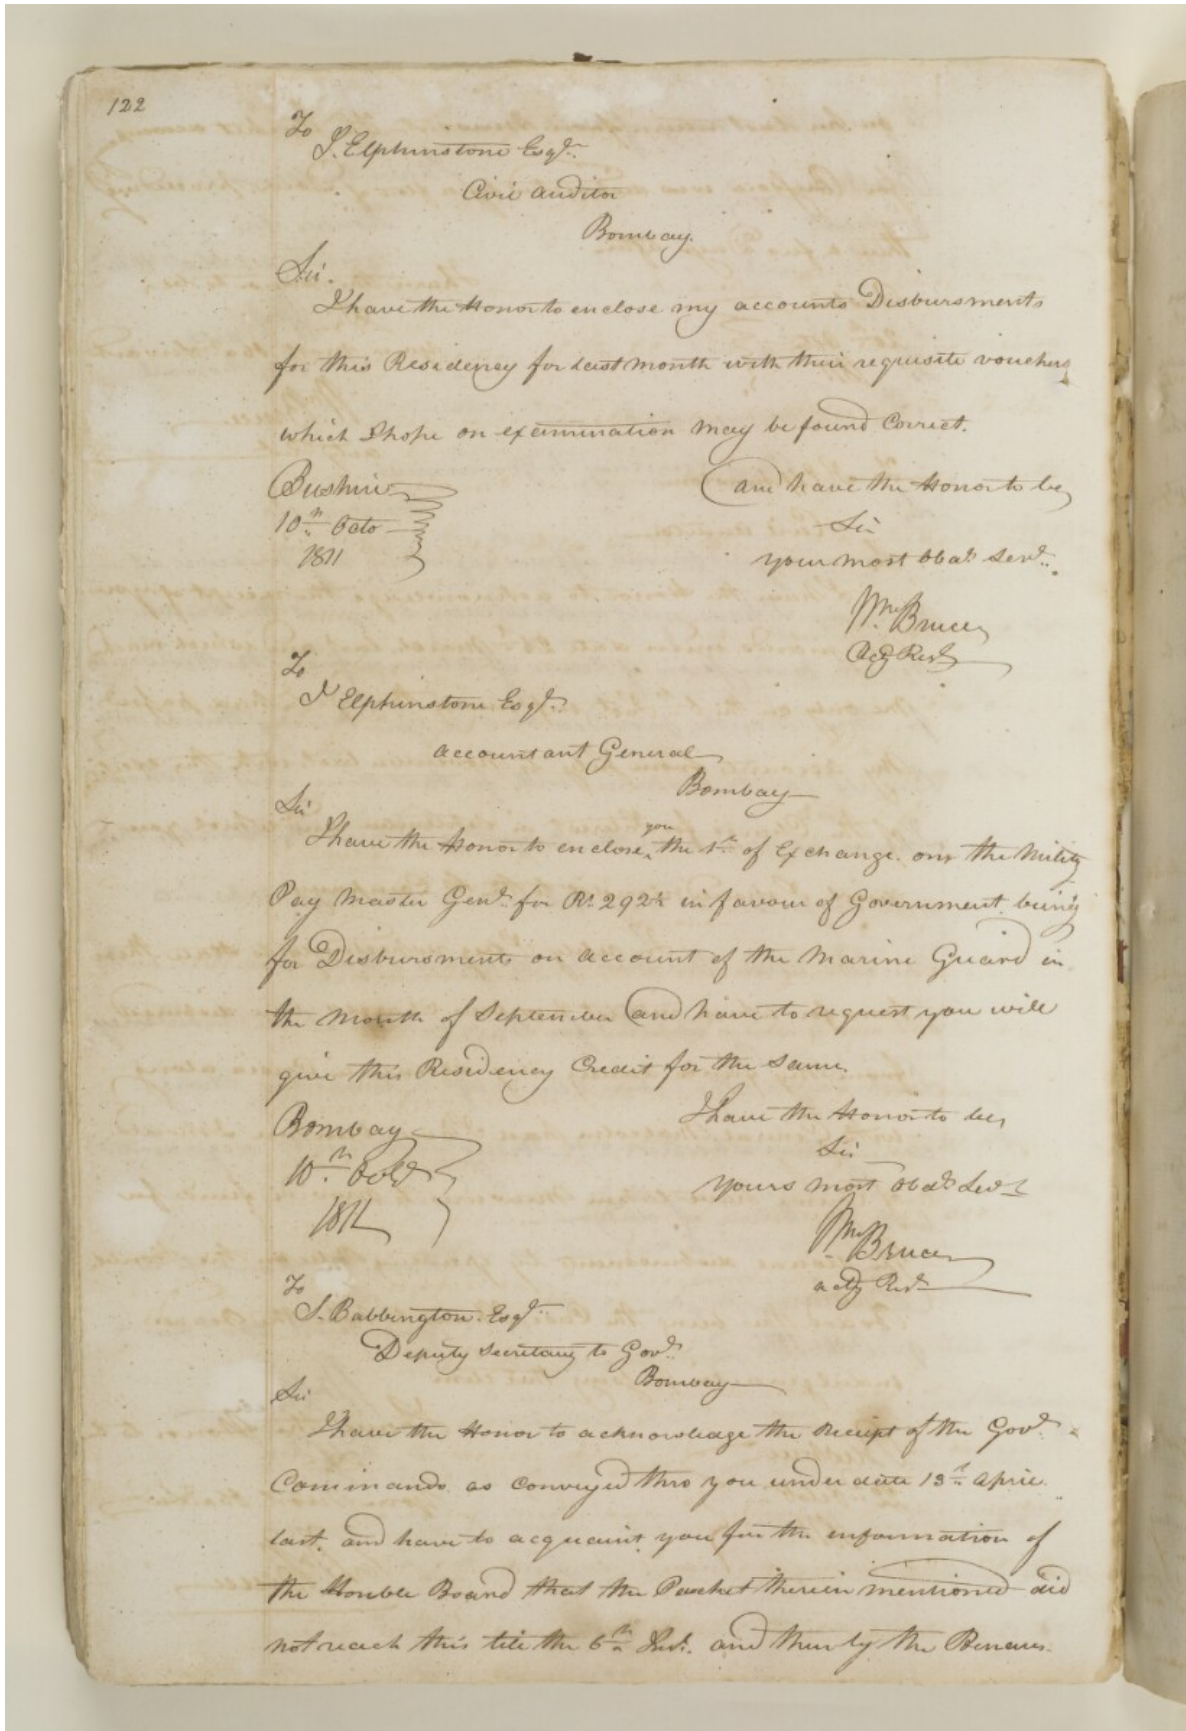 122
To
J. Elphinstone Esqr.
Civil Auditor
Bombay.
Sir.
I have the Honor to enclose my accounts Disbursments
for this Residency for Last Month with their requisite vouchers
which I hope on examination may be found Correct.
Bushire
and have the Honor to be,
10th Octo
Sir
1811
your most Obdt. Servt.
Wm. Bruce
Actg Resdt
To
J Elphinstone Esqr.
Accountant General
Bombay
Sir
I have the Honor to enclose you the 1st of Exchange on the Mility
Pay Master Genl. for Rs. 292 in favour of Government being
for Disbursments on account of the Marine Guard in
the Month of September and have to request you will
give this Residency Credit for the Same.
Bombay
I have the Honor to be,
Sir
10th Octr
yours most Obdt. Servt
1811
Wm. Bruce
actg Resdt
To
J. Babbington Esqr.
Deputy Secretary to Govt.
Bombay
Sir
I have the Honor to acknowledge the Receipt of the Govt.
Commands as conveyed thro you under date 13th April.
last, and have to acquaint you for the information of
the Honble Board that the Packet therein mentioned did
not reach this till the 6th Inst. and then by the Benares